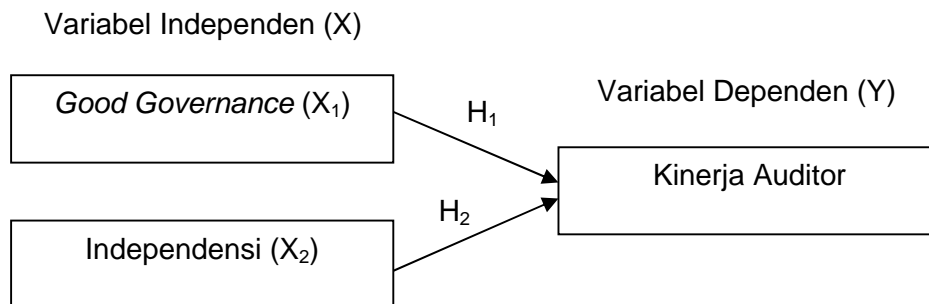 Variabel Independen (X)
Good Governance (X₁)
Variabel Dependen (Y)
H₁
Kinerja Auditor
H₂
Independensi (X₂)